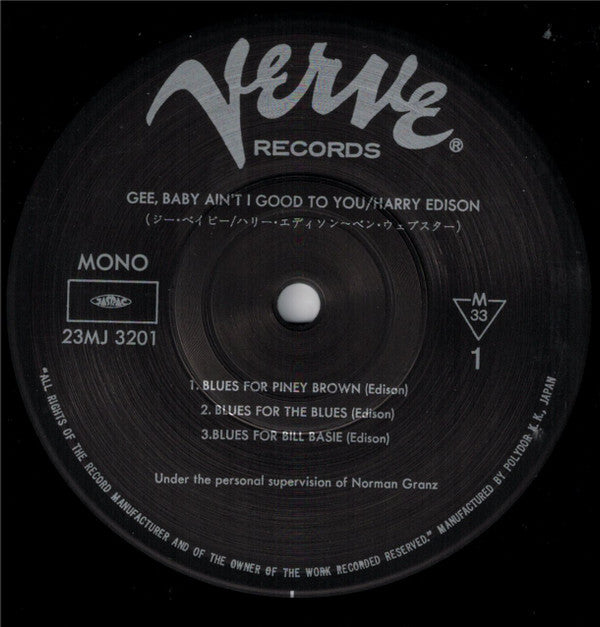 Verve
RECORDS ®
GEE, BABY AIN'T I GOOD TO YOU/HARRY EDISON
(ジー・ベイビー/ハリー・エディソン～ベン・ウェブスター)
MONO
JASRAC
23MJ 3201
M
33
1
1. BLUES FOR PINEY BROWN (Edison)
2. BLUES FOR THE BLUES (Edison)
3.BLUES FOR BILL BASIE (Edison)
Under the personal supervision of Norman Granz
"ALL RIGHTS OF THE RECORD MANUFACTURER AND OF THE OWNER OF THE WORK RECORDED RESERVED." MANUFACTURED BY POLYDOR K. K., JAPAN